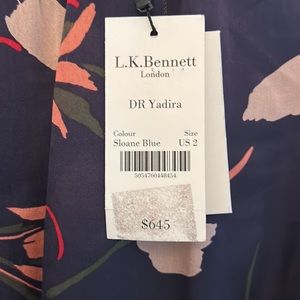 L.K.Bennett
London
DR Yadira
Colour Size
Sloane Blue US 2
5054760448454
$645